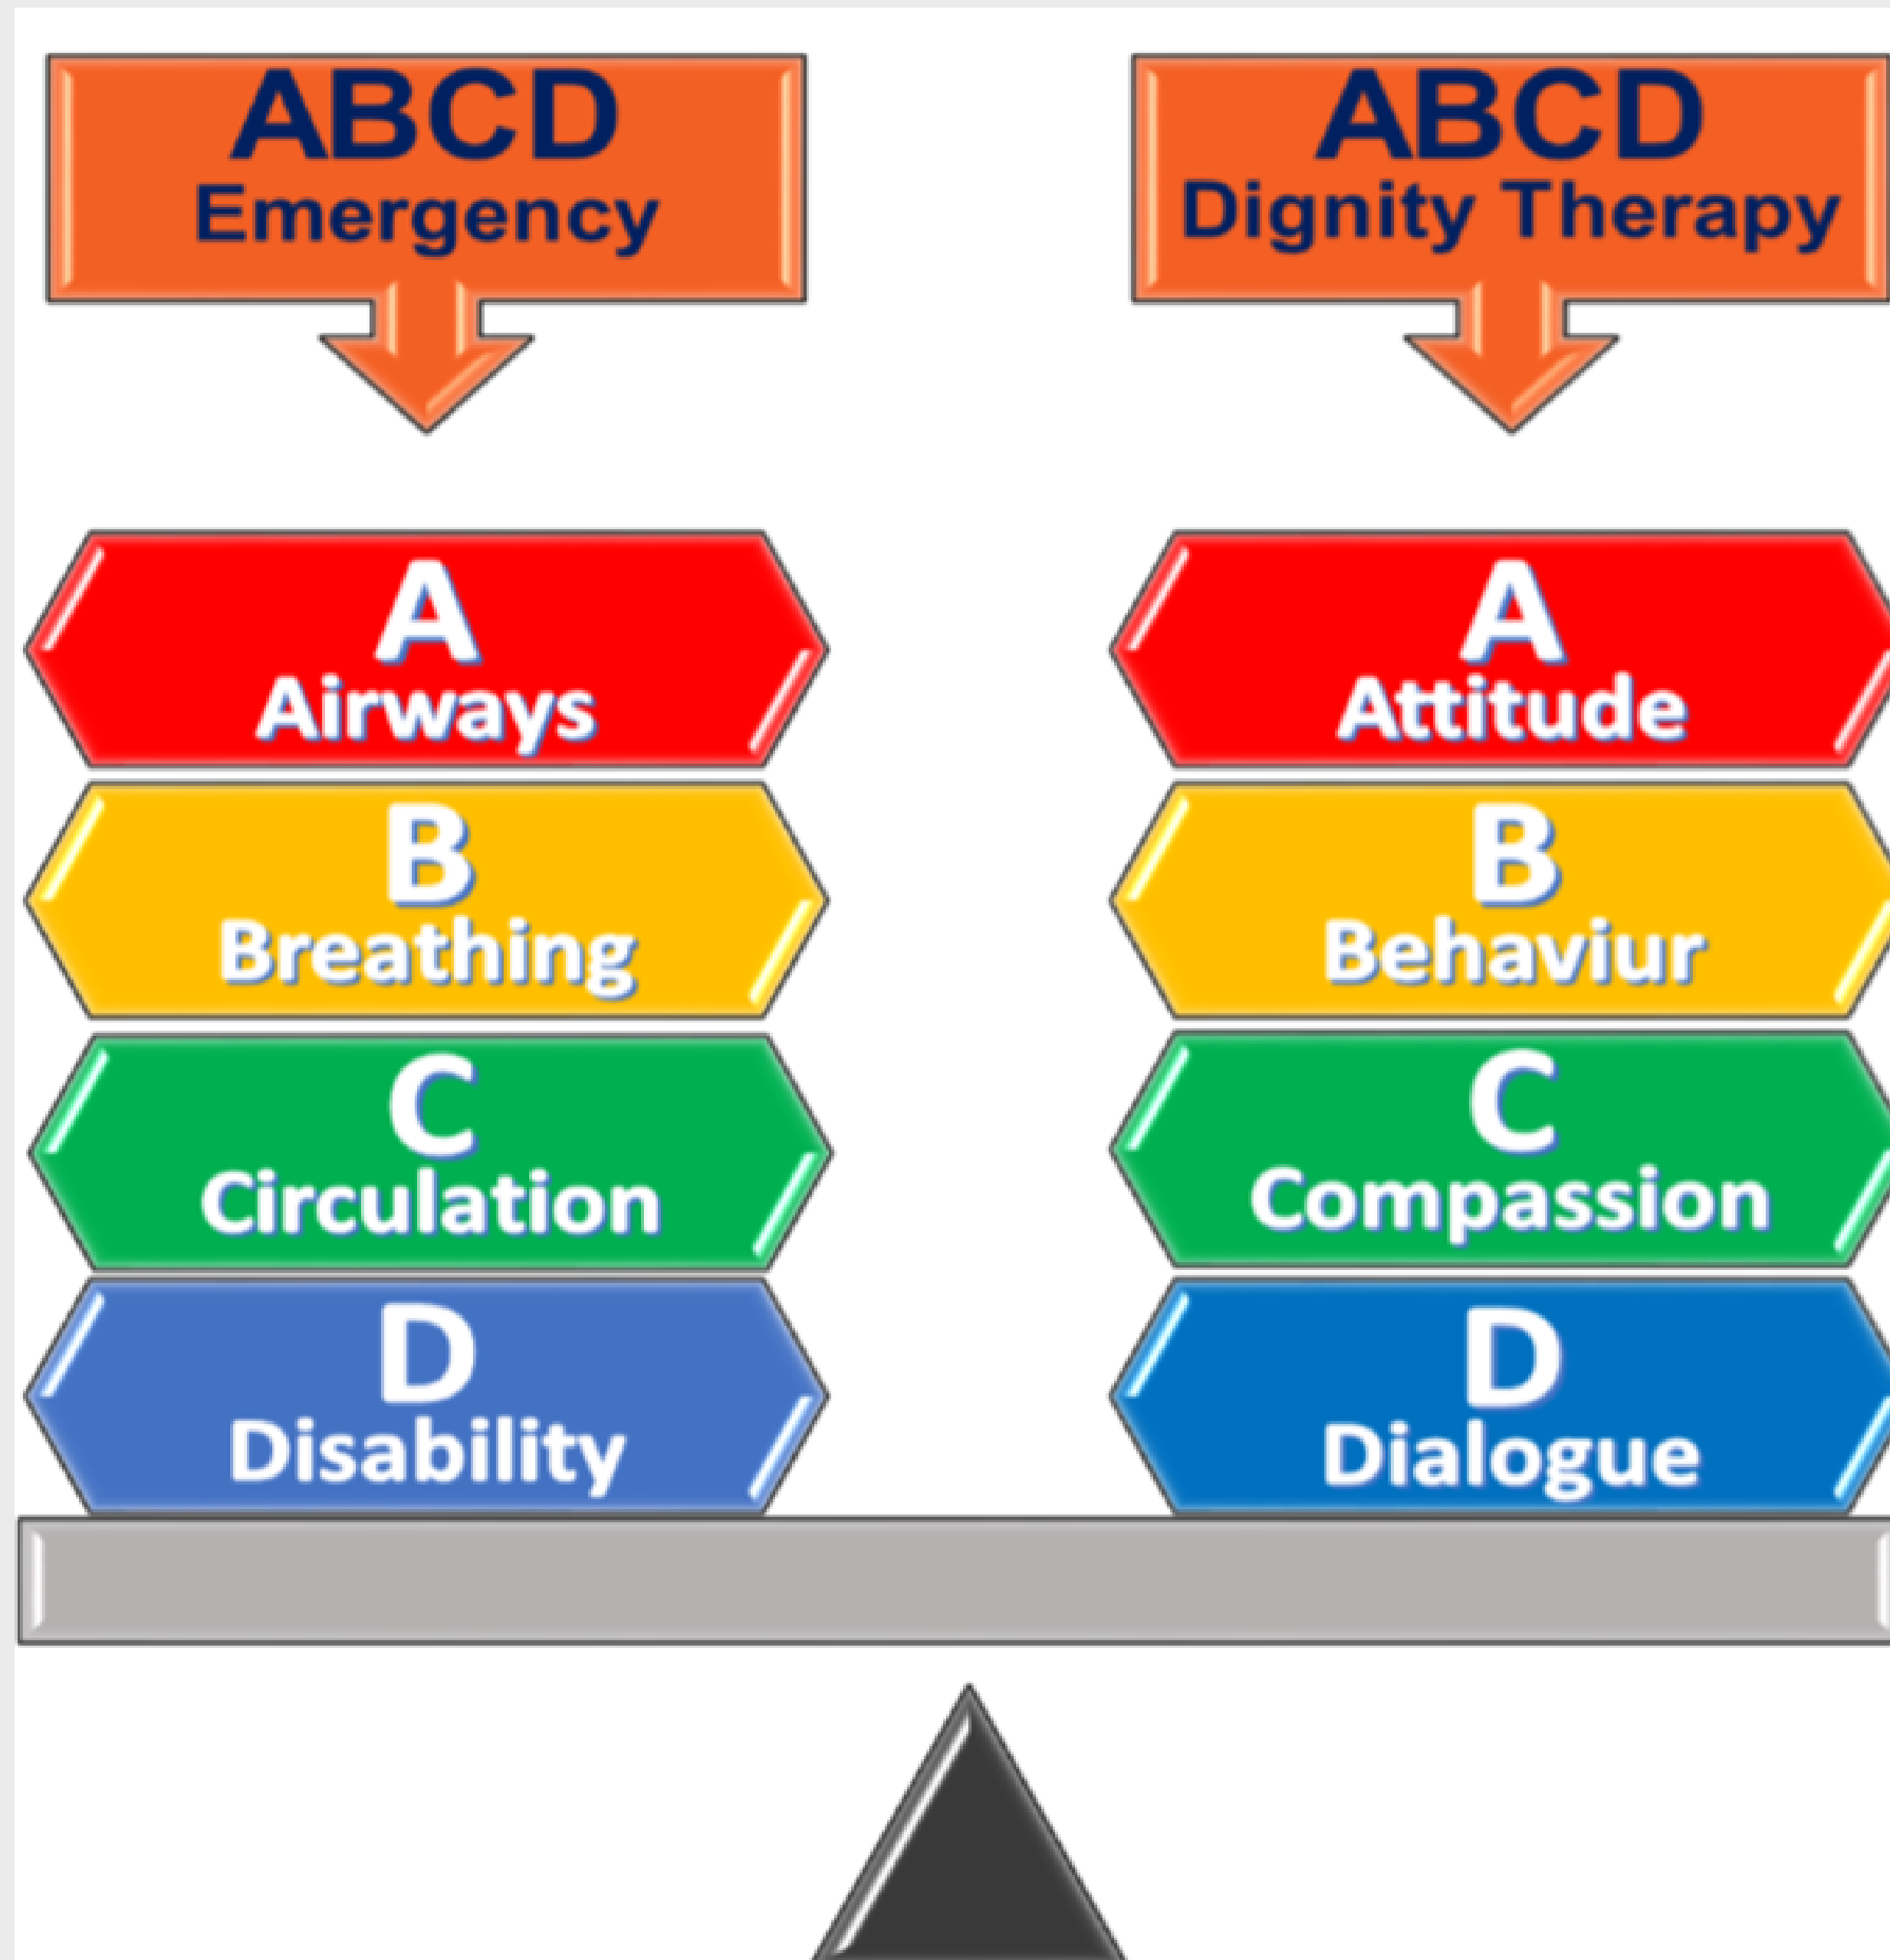 ABCD
Emergency
A
Airways
B
Breathing
C
Circulation
D
Disability
ABCD
Dignity Therapy
A
Attitude
B
Behaviur
C
Compassion
D
Dialogue